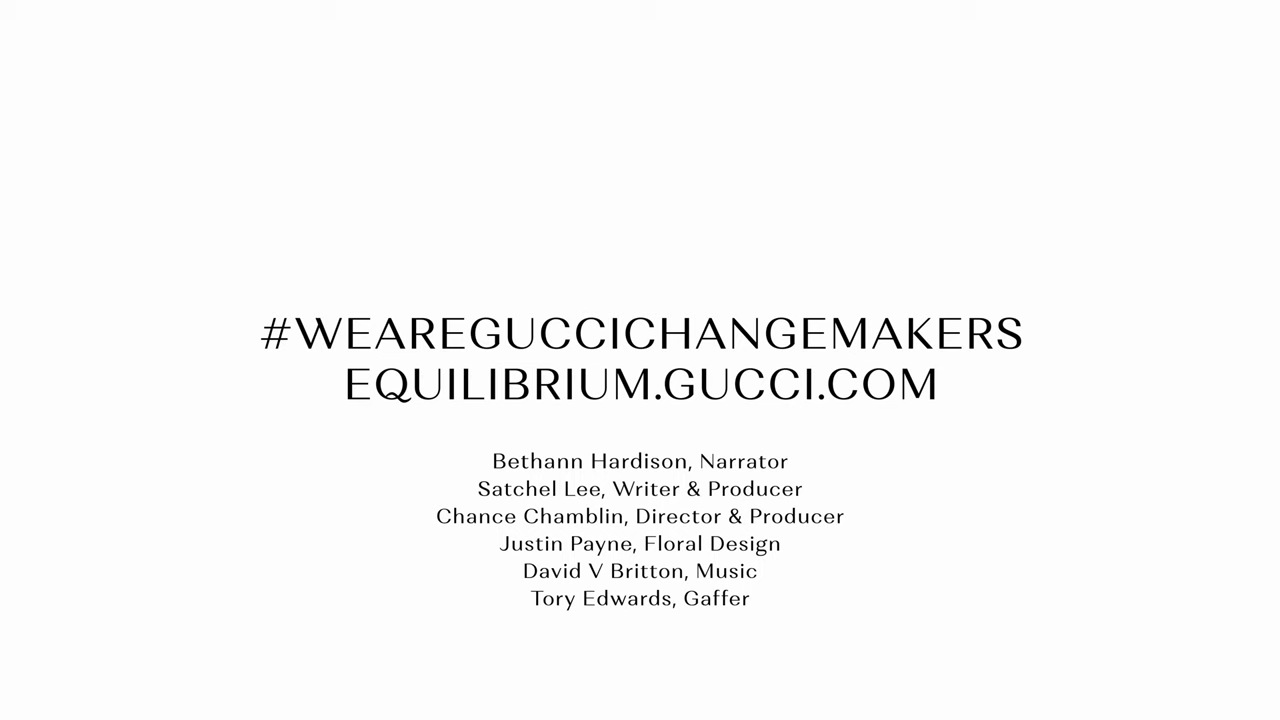 #WEAREGUCCICHANGEMAKERS
EQUILIBRIUM.GUCCI.COM
Bethann Hardison, Narrator
Satchel Lee, Writer & Producer
Chance Chamblin, Director & Producer
Justin Payne, Floral Design
David V Britton, Music
Tory Edwards, Gaffer